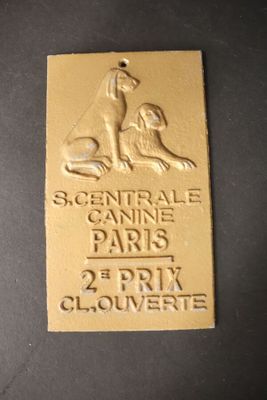 S.CENTRALE
CANINE
PARIS
2E PRIX
CL.OUVERTE